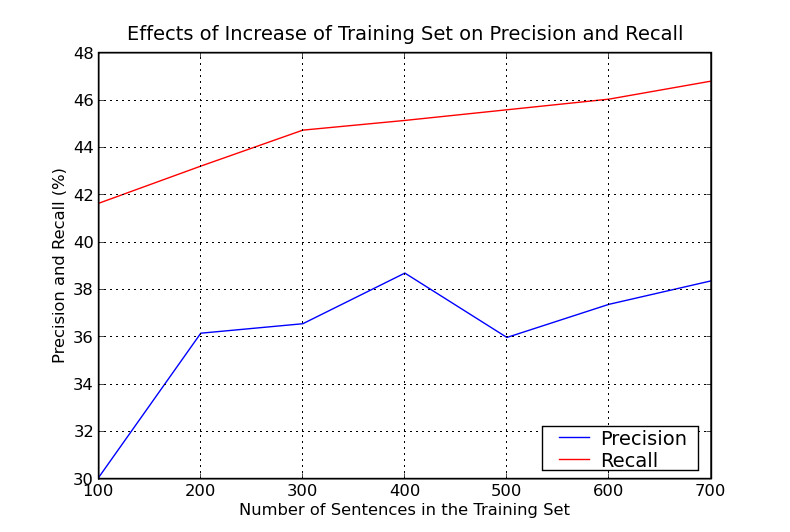 Effects of Increase of Training Set on Precision and Recall
48
46
44
42
40
38
36
34
32
30
Precision and Recall (%)
100 200 300 400 500 600 700
Number of Sentences in the Training Set
Precision
Recall